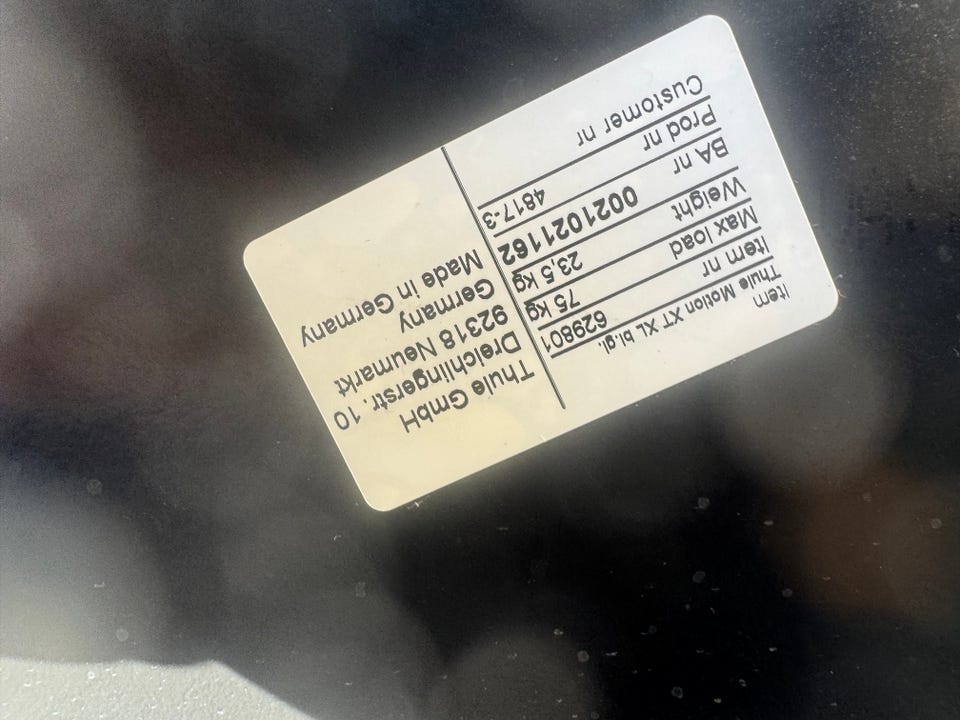 Item
Thule Motion XT XL bl.gl.
Item nr 629801
Max load 75 kg
Weight 23,5 kg
BA nr 0021021162
Prod nr 4817-3
Customer nr
Thule GmbH
Dreichlingerstr. 10
92318 Neumarkt
Germany
Made in Germany